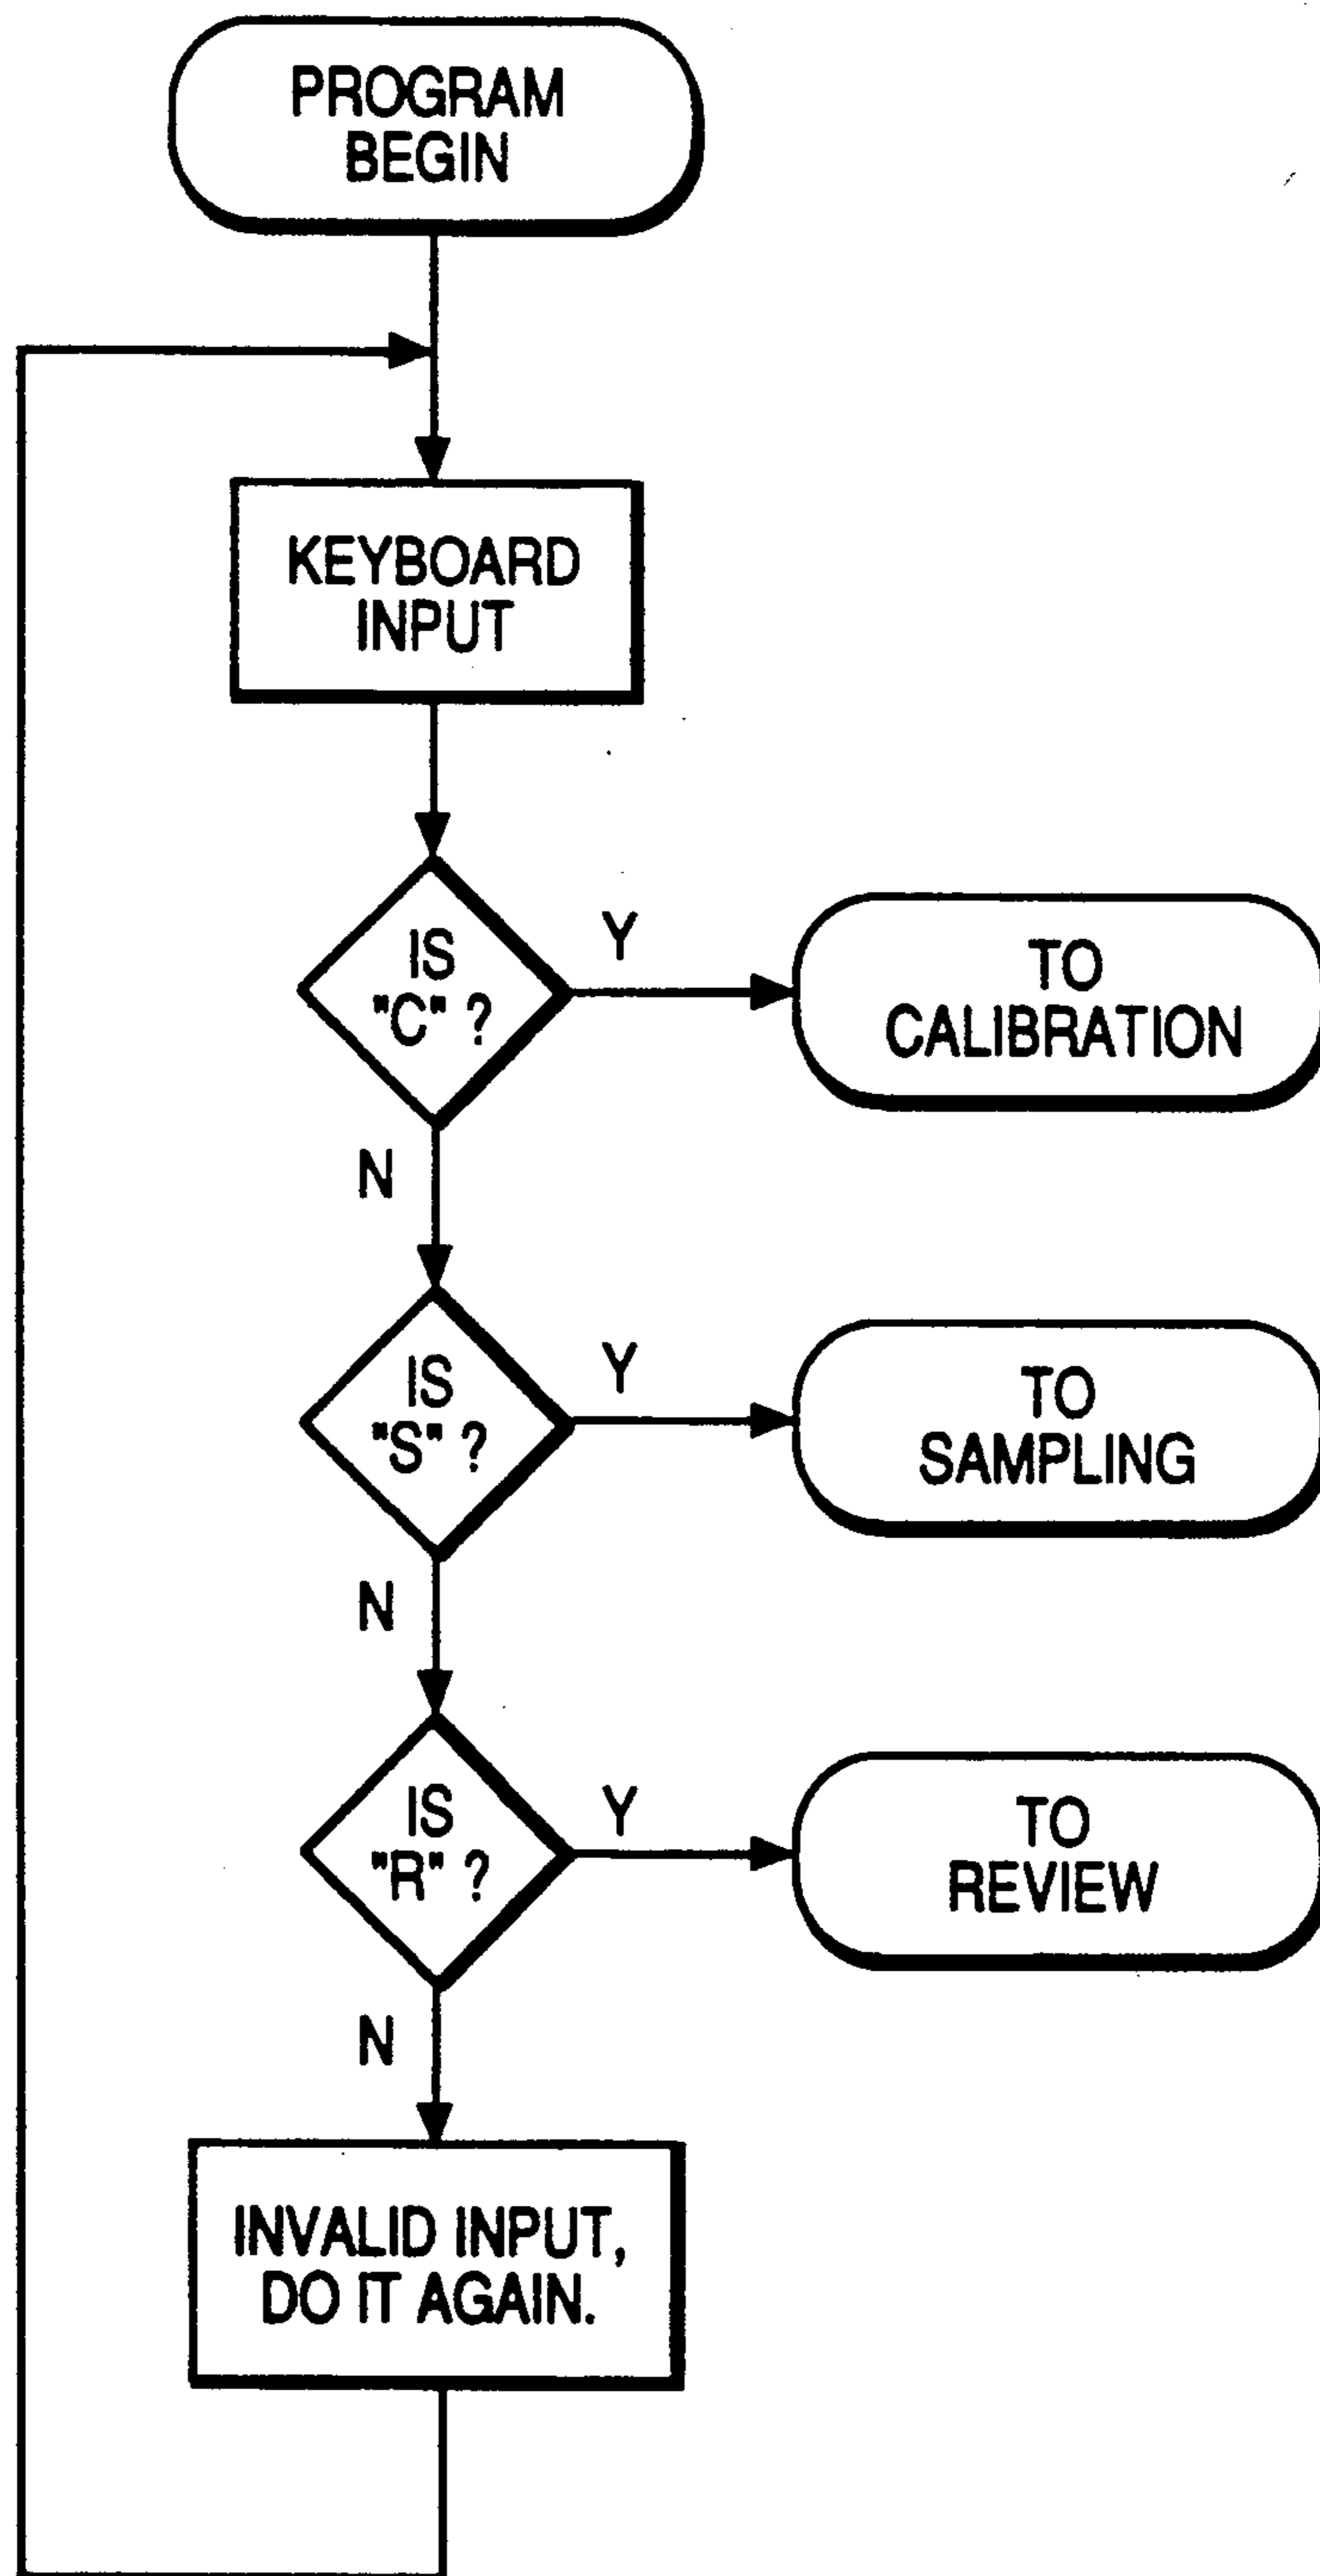 PROGRAM
BEGIN
KEYBOARD
INPUT
IS
"C" ?
Y
TO
CALIBRATION
N
IS
"S" ?
Y
TO
SAMPLING
N
IS
"R" ?
Y
TO
REVIEW
N
INVALID INPUT,
DO IT AGAIN.